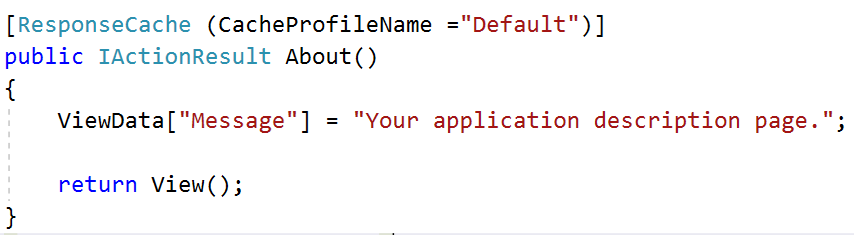 [ResponseCache (CacheProfileName ="Default")]
public IActionResult About()
{
ViewData["Message"] = "Your application description page.";
return View();
}